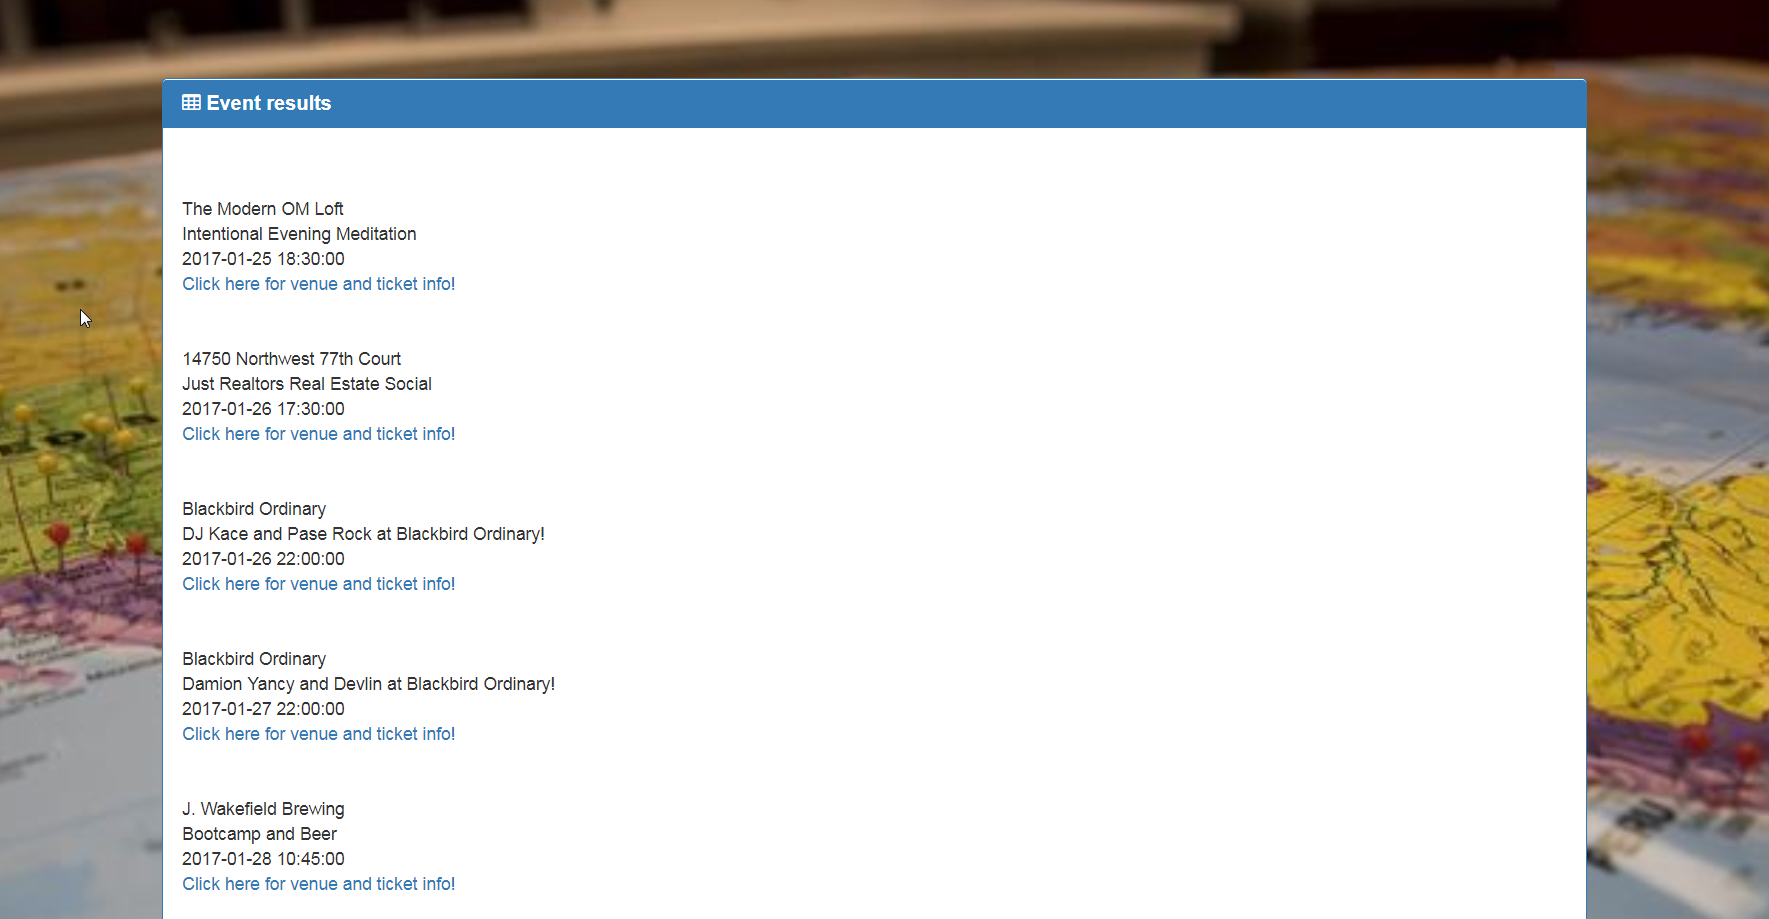 Event results
The Modern OM Loft
Intentional Evening Meditation
2017-01-25 18:30:00
Click here for venue and ticket info!
14750 Northwest 77th Court
Just Realtors Real Estate Social
2017-01-26 17:30:00
Click here for venue and ticket info!
Blackbird Ordinary
DJ Kace and Pase Rock at Blackbird Ordinary!
2017-01-26 22:00:00
Click here for venue and ticket info!
Blackbird Ordinary
Damion Yancy and Devlin at Blackbird Ordinary!
2017-01-27 22:00:00
Click here for venue and ticket info!
J. Wakefield Brewing
Bootcamp and Beer
2017-01-28 10:45:00
Click here for venue and ticket info!